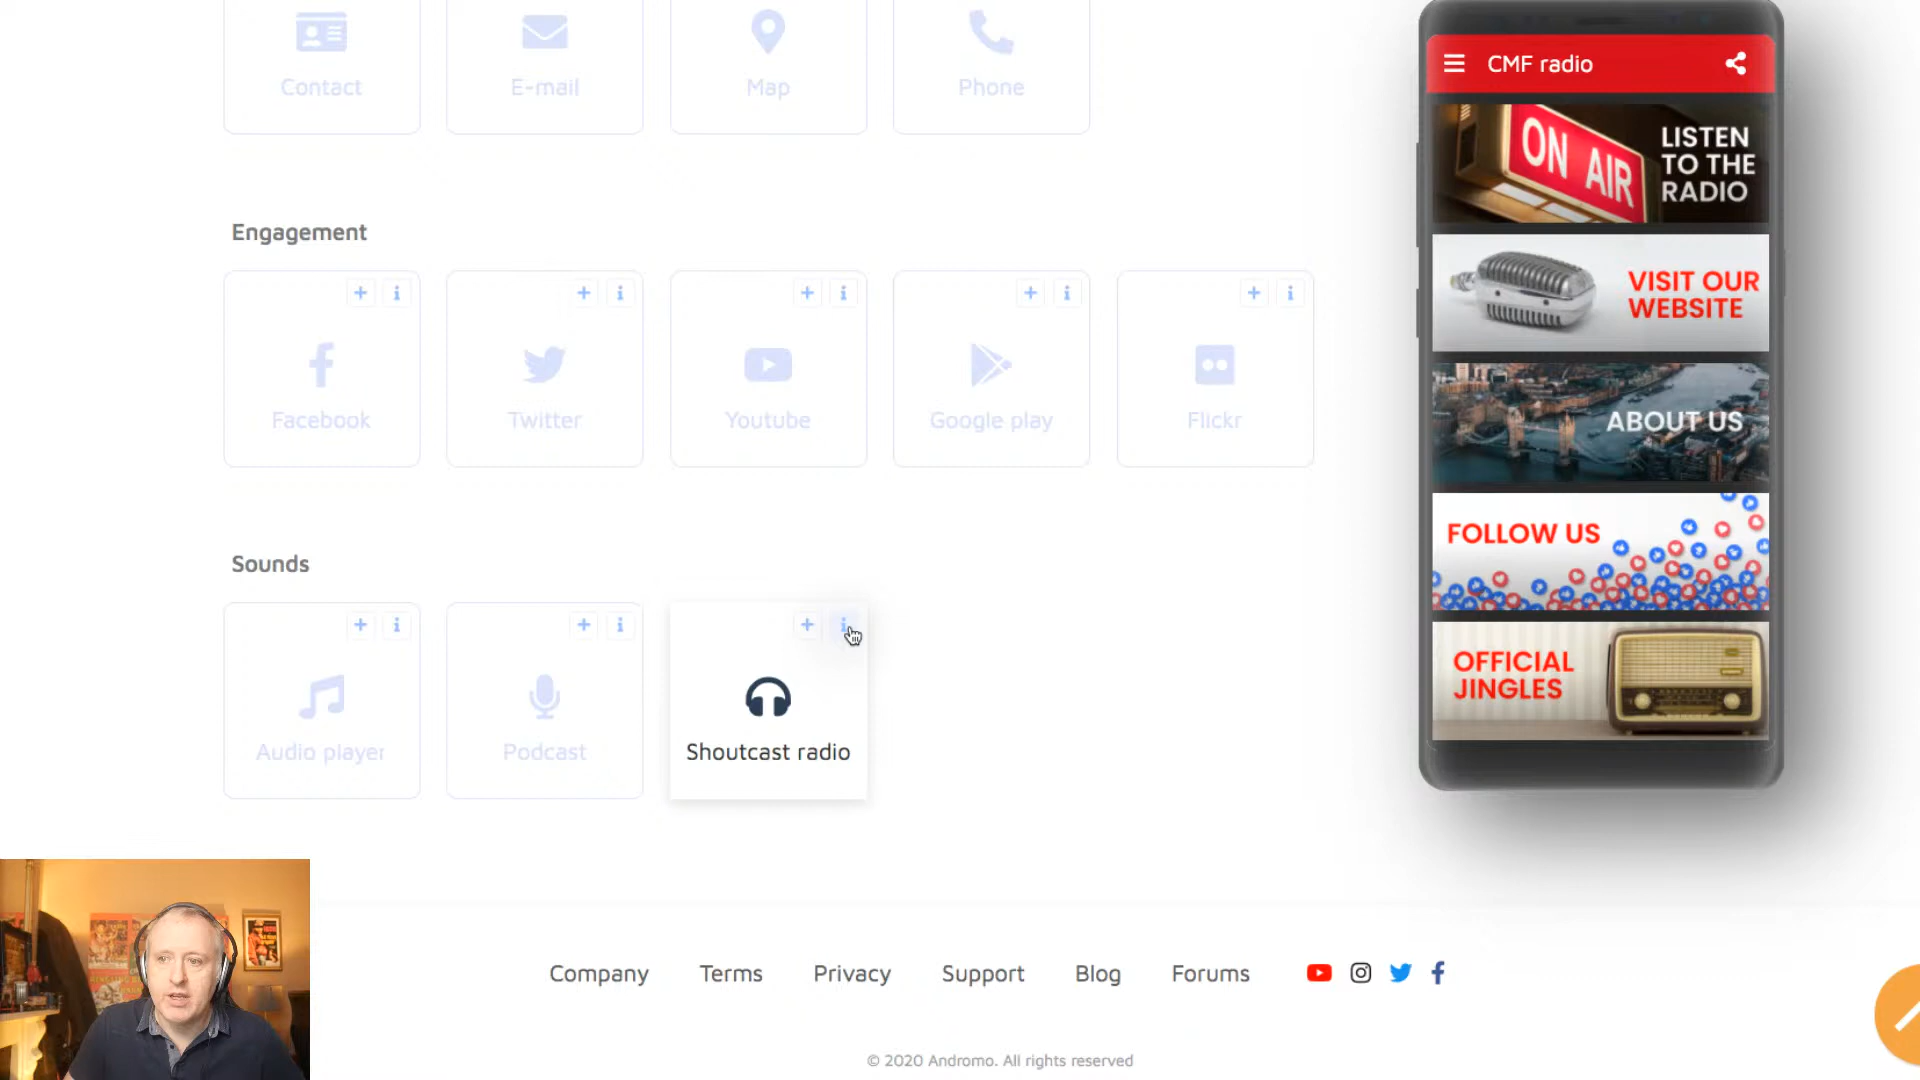 Contact
E-mail
Map
Phone
Engagement
Facebook
Twitter
Youtube
Google play
Flickr
Sounds
Audio player
Podcast
Shoutcast radio
CMF radio
ON AIR
LISTEN
TO THE
RADIO
VISIT OUR
WEBSITE
ABOUT US
FOLLOW US
OFFICIAL
JINGLES
Company
Terms
Privacy
Support
Blog
Forums
© 2020 Andromo. All rights reserved